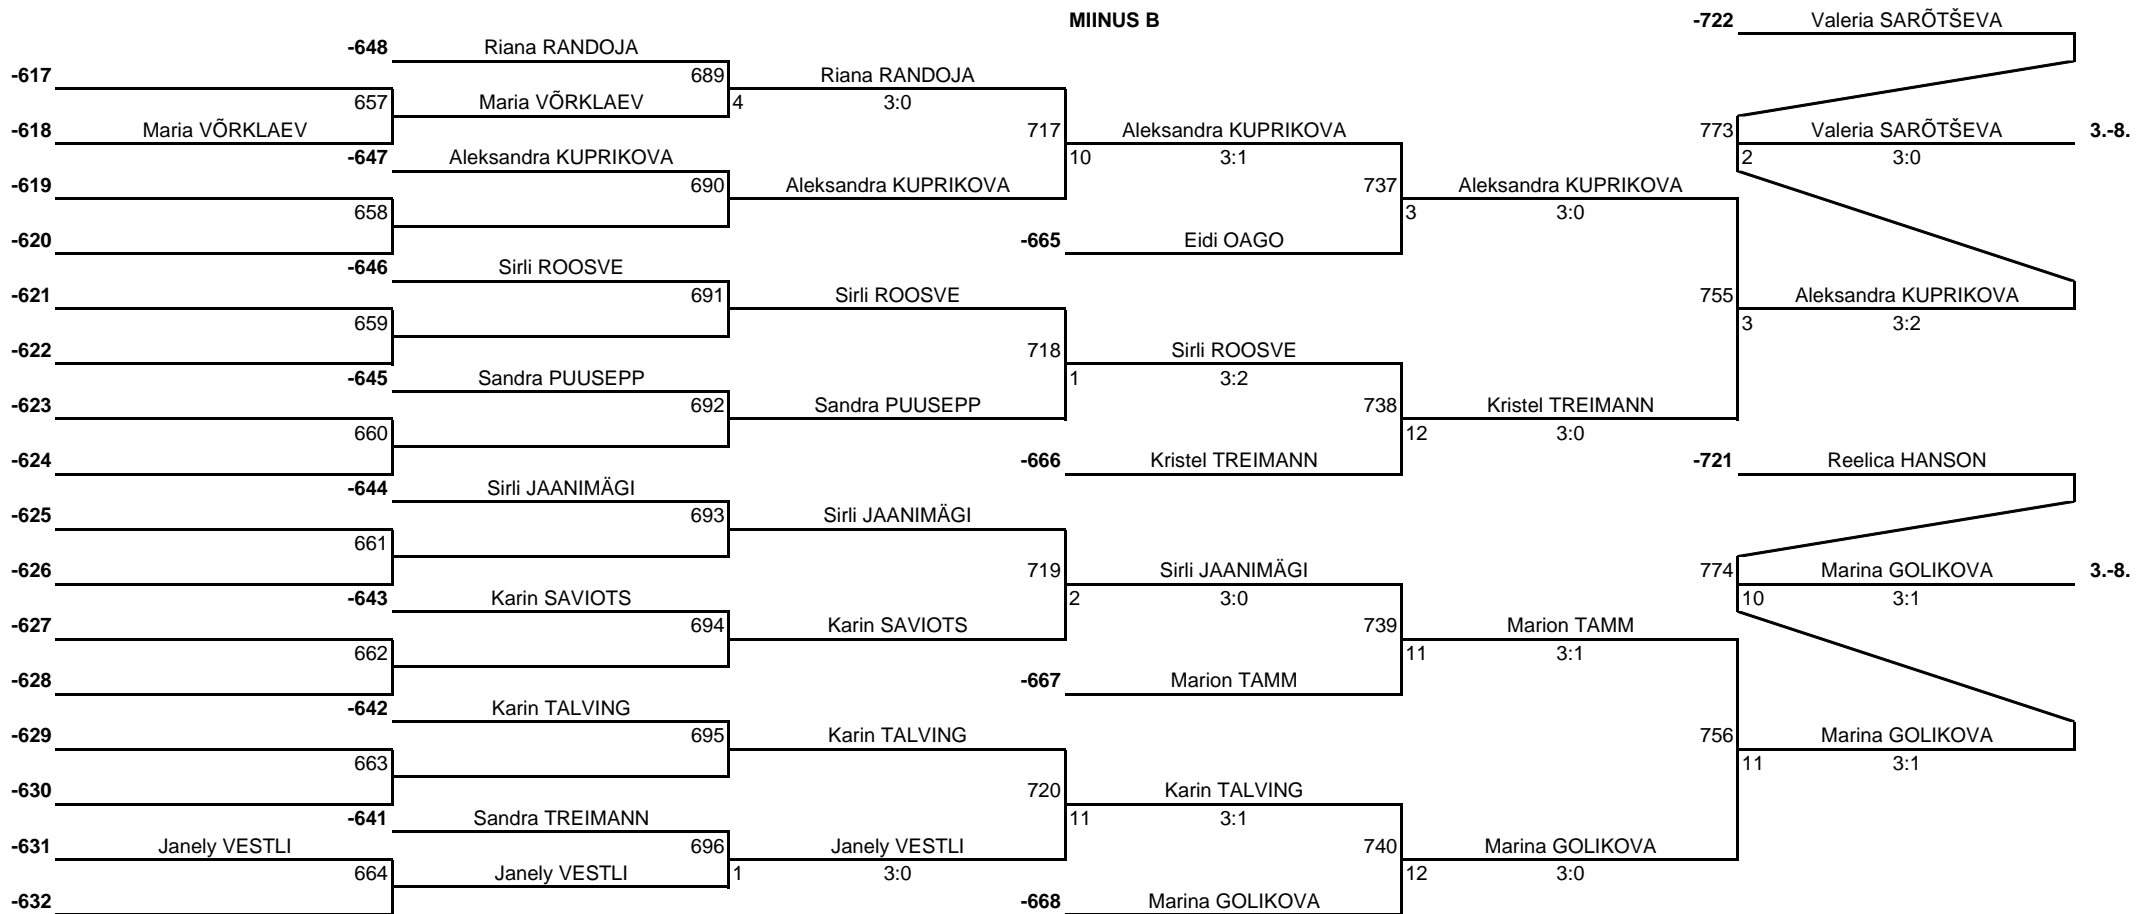 MIINUS B -722 Valeria SARÕTŠEVA
-648 Riana RANDOJA
-617 689 Riana RANDOJA
657 Maria VÕRKLAEV 4 3:0
-618 Maria VÕRKLAEV 717 Aleksandra KUPRIKOVA 773 Valeria SARÕTŠEVA 3.-8.
-647 Aleksandra KUPRIKOVA 10 3:1 2 3:0
-619 690 Aleksandra KUPRIKOVA 737 Aleksandra KUPRIKOVA
658 3 3:0
-620 -665 Eidi OAGO
-646 Sirli ROOSVE
-621 691 Sirli ROOSVE 755 Aleksandra KUPRIKOVA
659 3 3:2
-622 718 Sirli ROOSVE
-645 Sandra PUUSEPP 1 3:2
-623 692 Sandra PUUSEPP 738 Kristel TREIMANN
660 12 3:0
-624 -666 Kristel TREIMANN -721 Reelica HANSON
-644 Sirli JAANIMÄGI
-625 693 Sirli JAANIMÄGI
661
-626 719 Sirli JAANIMÄGI 774 Marina GOLIKOVA 3.-8.
-643 Karin SAVIOTS 2 3:0 10 3:1
-627 694 Karin SAVIOTS 739 Marion TAMM
662 11 3:1
-628 -667 Marion TAMM
-642 Karin TALVING
-629 695 Karin TALVING 756 Marina GOLIKOVA
663 11 3:1
-630 720 Karin TALVING
-641 Sandra TREIMANN 11 3:1
-631 Janely VESTLI 696 Janely VESTLI 740 Marina GOLIKOVA
664 Janely VESTLI 1 3:0 12 3:0
-632 -668 Marina GOLIKOVA